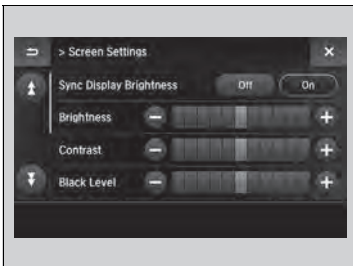 > Screen Settings
Sync Display Brightness Off On
Brightness
Contrast
Black Level